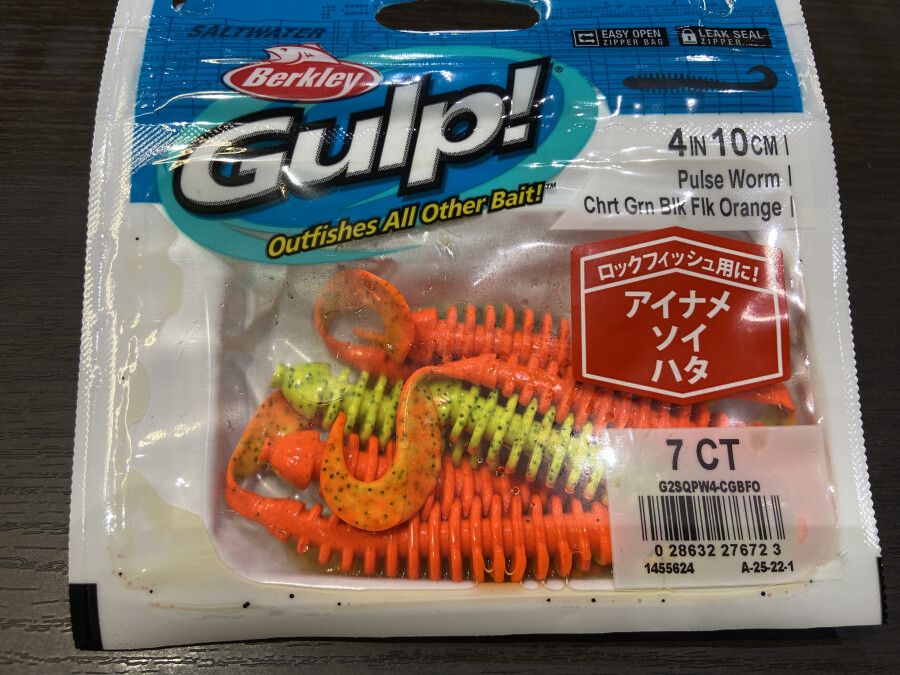 SALTWATER
EASY OPEN
ZIPPER BAG
LEAK SEAL
ZIPPER
Berkley
Gulp!®
Outfishes All Other Bait!™
4IN 10CM
Pulse Worm
Chrt Grn Blk Flk Orange
ロックフィッシュ用に!
アイナメ
ソイ
ハタ
7 CT
G2SQPW4-CGBFO
0 28632 27672 3
1455624 A-25-22-1